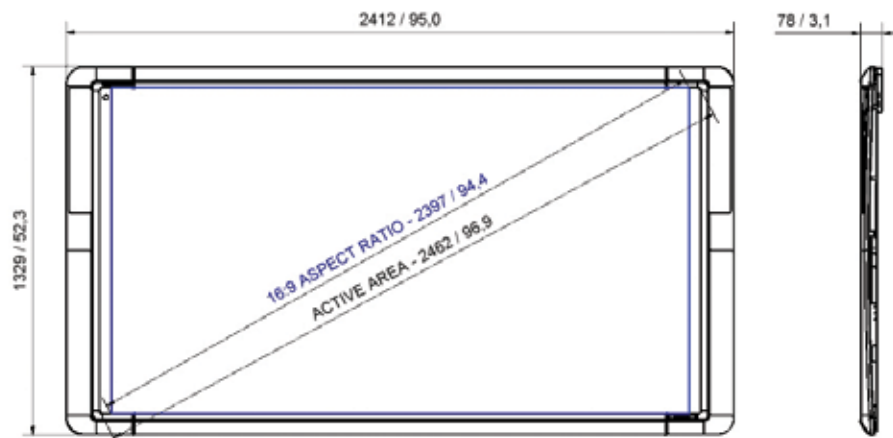 2412 / 95,0
78 / 3,1
1329 / 52,3
16:9 ASPECT RATIO - 2397 / 94,4
ACTIVE AREA - 2462 / 96,9